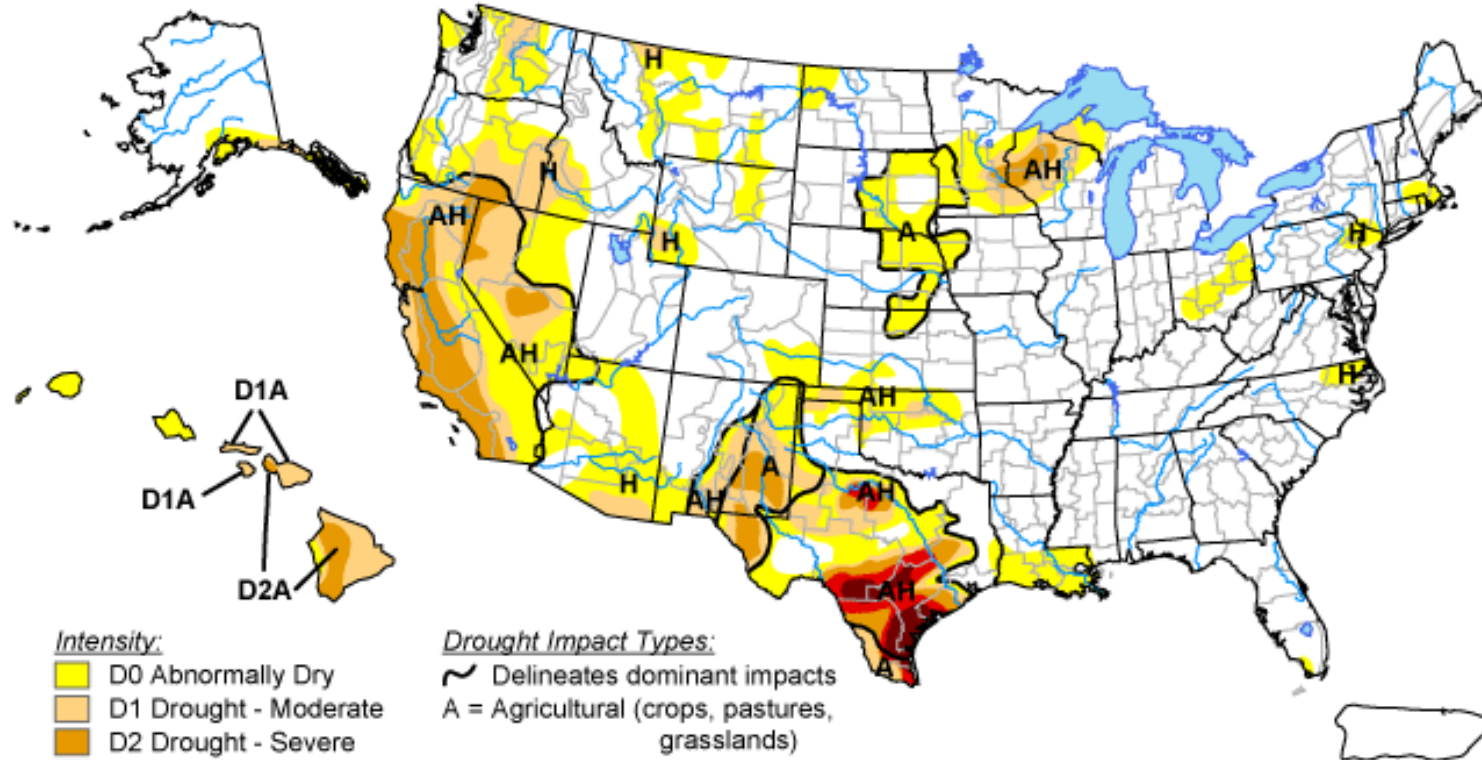 H
AH
H
H
AH
A
H
H
AH
AH
H
D1A
A
H
AH
AH
D1A
D2A
AH
A
Intensity:
D0 Abnormally Dry
D1 Drought - Moderate
D2 Drought - Severe
Drought Impact Types:
Delineates dominant impacts
A = Agricultural (crops, pastures,
grasslands)